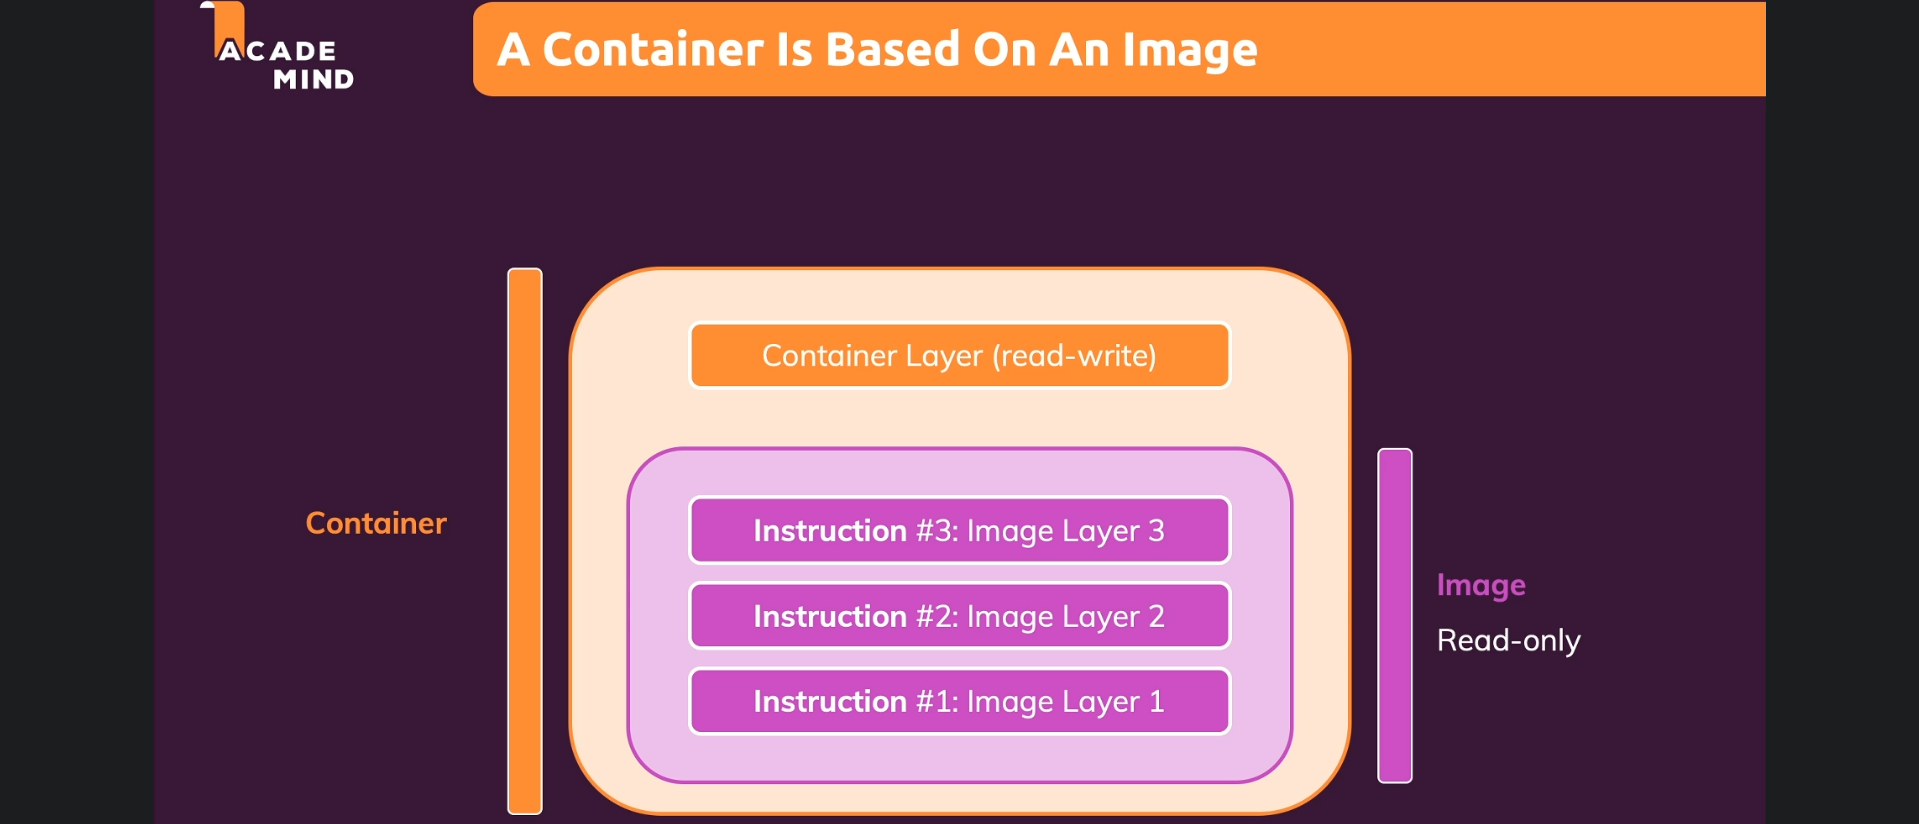 ACADE
MIND
A Container Is Based On An Image
Container Layer (read-write)
Container
Instruction #3: Image Layer 3
Instruction #2: Image Layer 2
Instruction #1: Image Layer 1
Image
Read-only